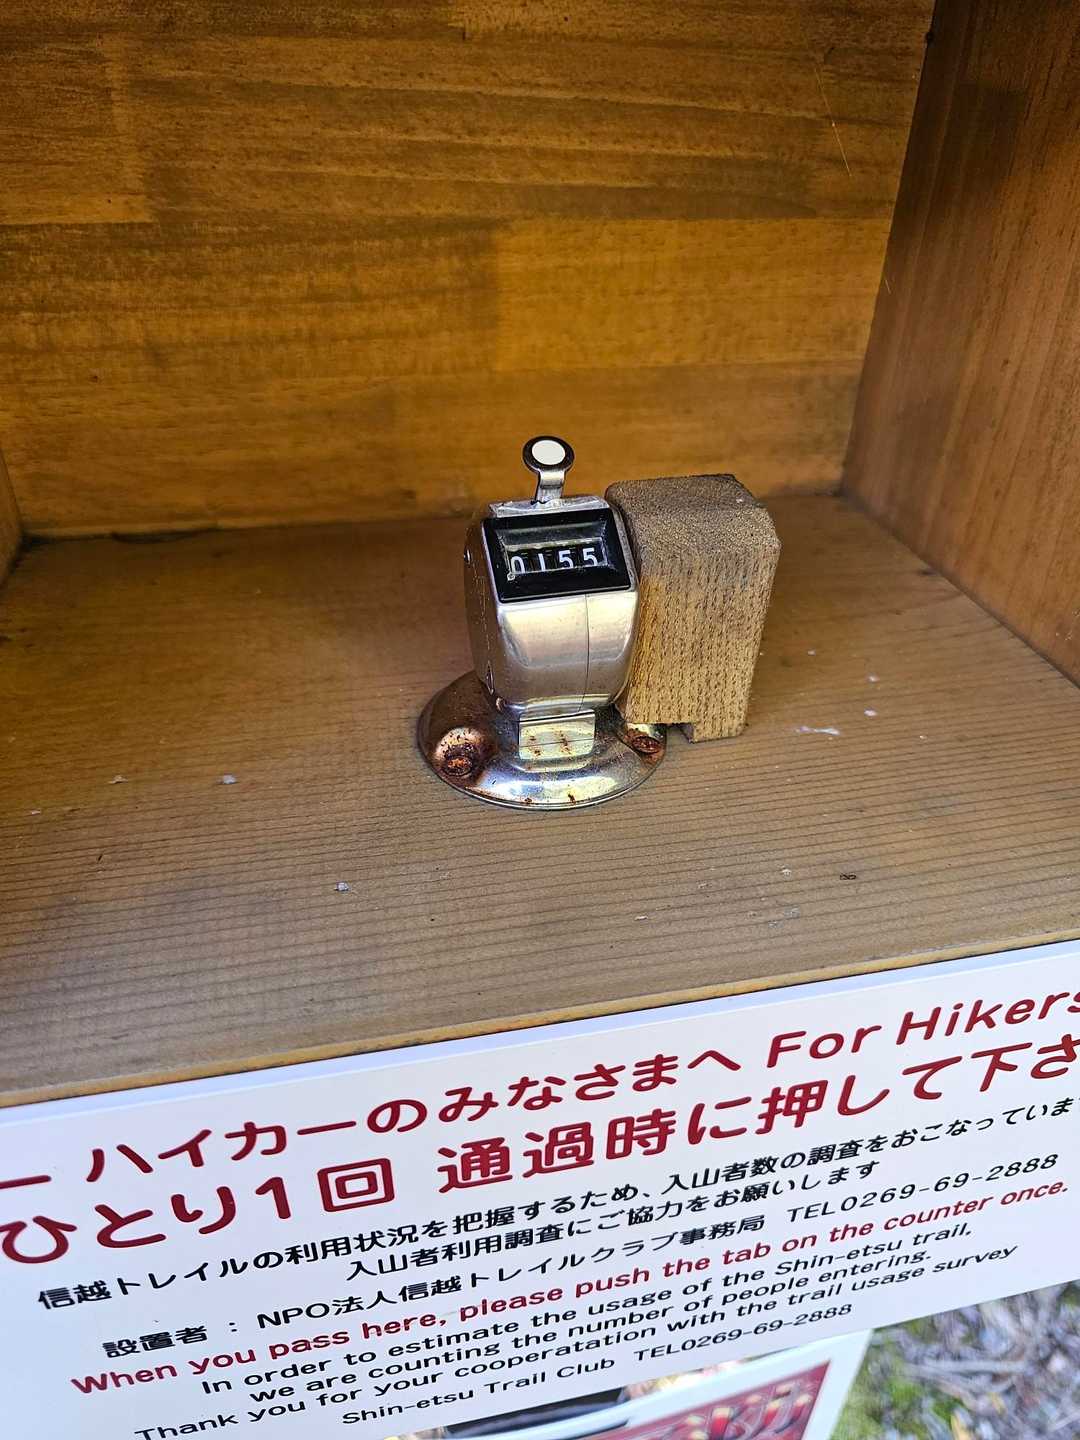 0155
ー ハイカーのみなさまへ For Hikers
ひとり1回 通過時に押して下さ
信越トレイルの利用状況を把握するため、入山者数の調査をおこなっていま
入山者利用調査にご協力をお願いします
設置者 : NPO法人信越トレイルクラブ事務局 TEL0269-69-2888
When you pass here, please push the tab on the counter once.
In order to estimate the usage of the Shin-etsu trail,
we are counting the number of people entering.
Thank you for your cooperatation with the trail usage survey
Shin-etsu Trail Club TEL0269-69-2888